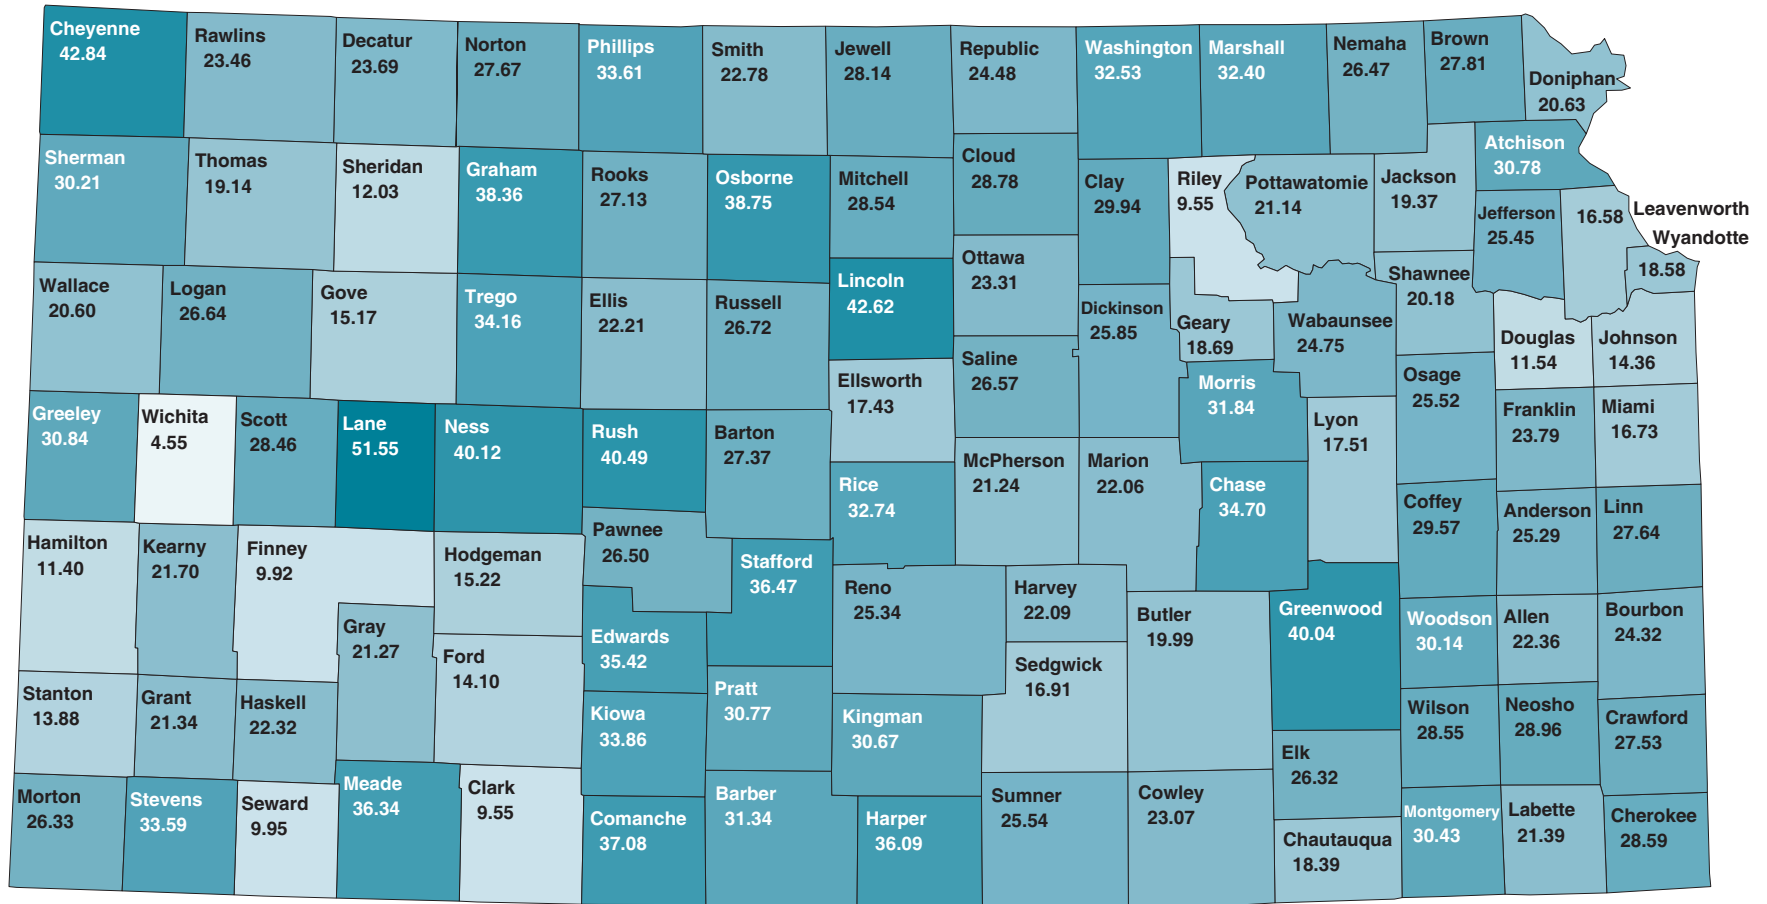 Cheyenne
42.84
Rawlins
23.46
Decatur
23.69
Norton
27.67
Phillips
33.61
Smith
22.78
Jewell
28.14
Republic
24.48
Washington
32.53
Marshall
32.40
Nemaha
26.47
Brown
27.81
Doniphan
20.63
Sherman
30.21
Thomas
19.14
Sheridan
12.03
Graham
38.36
Rooks
27.13
Osborne
38.75
Mitchell
28.54
Cloud
28.78
Clay
29.94
Riley
9.55
Pottawatomie
21.14
Jackson
19.37
Atchison
30.78
Jefferson
25.45
16.58
Leavenworth
Wyandotte
18.58
Wallace
20.60
Logan
26.64
Gove
15.17
Trego
34.16
Ellis
22.21
Russell
26.72
Lincoln
42.62
Ottawa
23.31
Dickinson
25.85
Geary
18.69
Wabaunsee
24.75
Shawnee
20.18
Douglas
11.54
Johnson
14.36
Greeley
30.84
Wichita
4.55
Scott
28.46
Lane
51.55
Ness
40.12
Rush
40.49
Barton
27.37
Ellsworth
17.43
Saline
26.57
Morris
31.84
Lyon
17.51
Osage
25.52
Franklin
23.79
Miami
16.73
Rice
32.74
McPherson
21.24
Marion
22.06
Chase
34.70
Coffey
29.57
Anderson
25.29
Linn
27.64
Hamilton
11.40
Kearny
21.70
Finney
9.92
Hodgeman
15.22
Pawnee
26.50
Stafford
36.47
Reno
25.34
Harvey
22.09
Butler
19.99
Greenwood
40.04
Woodson
30.14
Allen
22.36
Bourbon
24.32
Gray
21.27
Ford
14.10
Edwards
35.42
Sedgwick
16.91
Stanton
13.88
Grant
21.34
Haskell
22.32
Kiowa
33.86
Pratt
30.77
Kingman
30.67
Elk
26.32
Wilson
28.55
Neosho
28.96
Crawford
27.53
Morton
26.33
Stevens
33.59
Seward
9.95
Meade
36.34
Clark
9.55
Comanche
37.08
Barber
31.34
Harper
36.09
Sumner
25.54
Cowley
23.07
Chautauqua
18.39
Montgomery
30.43
Labette
21.39
Cherokee
28.59